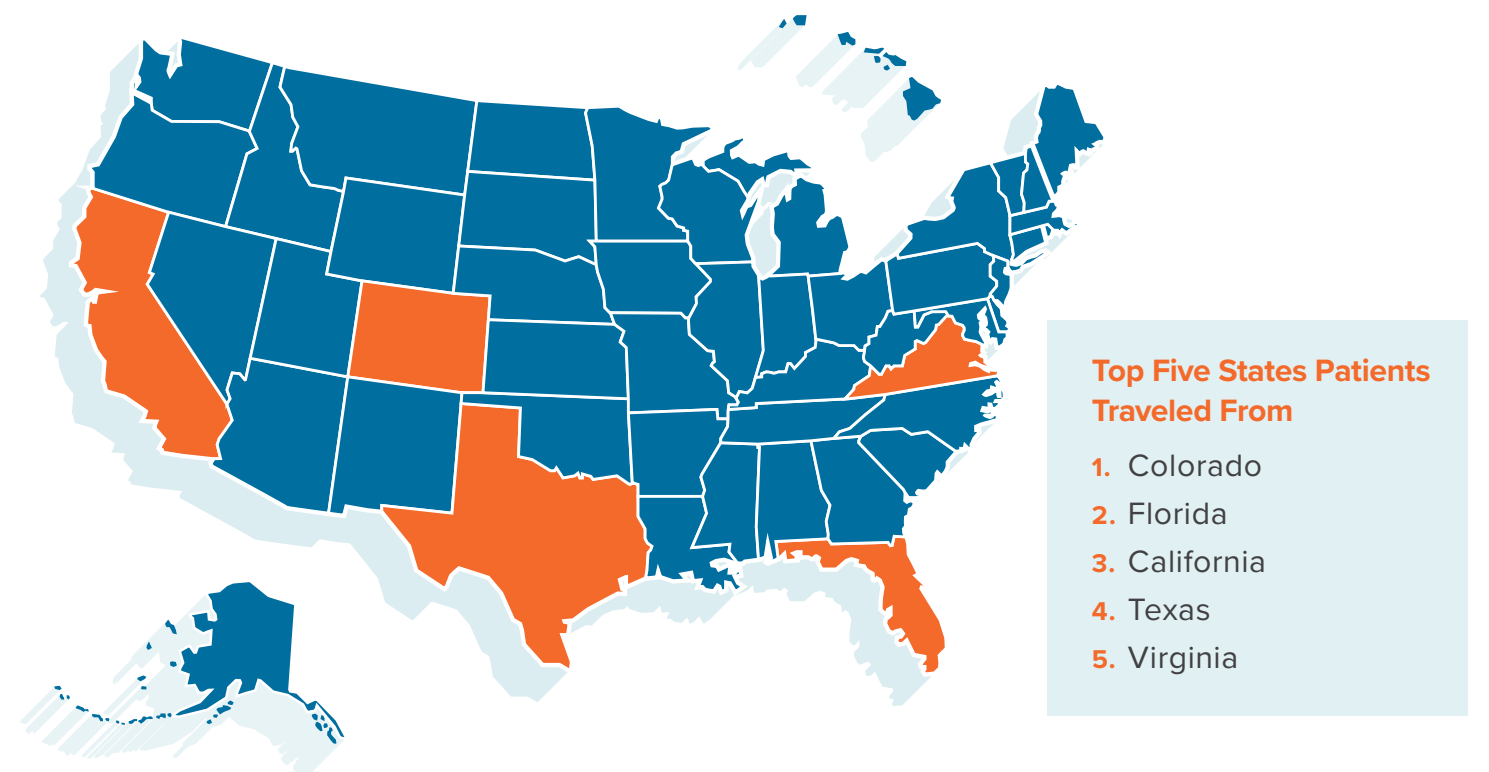 Top Five States Patients
Traveled From
1. Colorado
2. Florida
3. California
4. Texas
5. Virginia